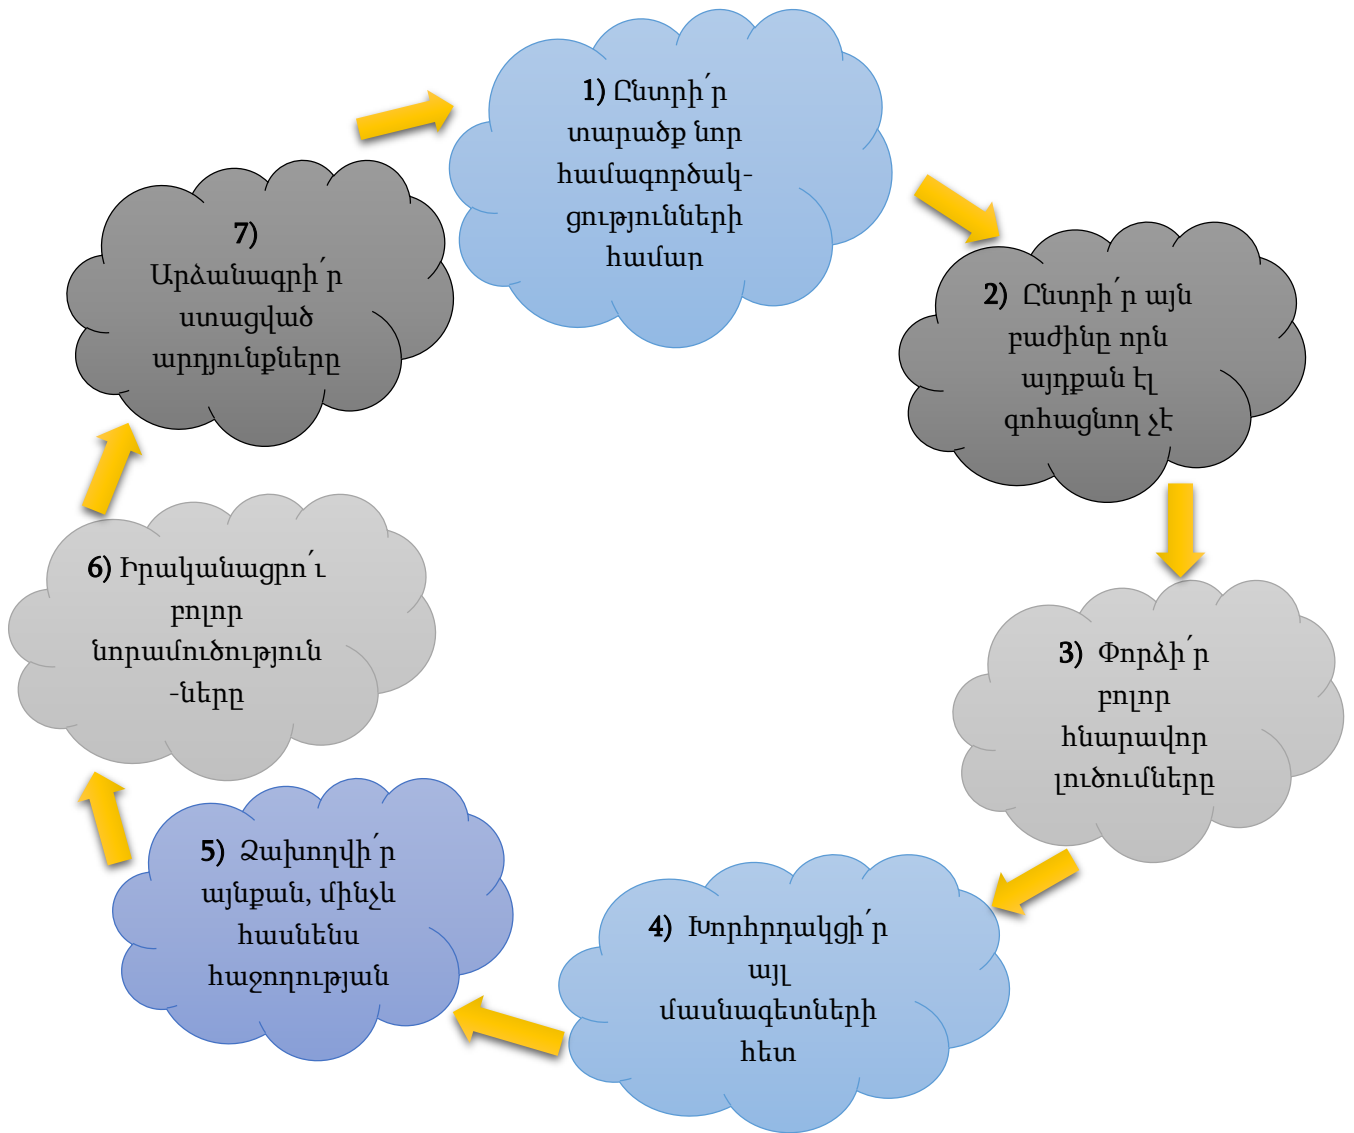 1) Ընտրի՛ր
տարածք նոր
համագործակ-
ցությունների
համար
2) Ընտրի՛ր այն
բաժինը որն
այդքան էլ
գոհացնող չէ
3) Փորձի՛ր
բոլոր
հնարավոր
լուծումները
4) Խորհրդակցի՛ր
այլ
մասնագետների
հետ
5) Ձախողվի՛ր
այնքան, մինչև
հասնենս
հաջողության
6) Իրականացրո՛ւ
բոլոր
նորամուծություն
-ները
7)
Արձանագրի՛ր
ստացված
արդյունքները